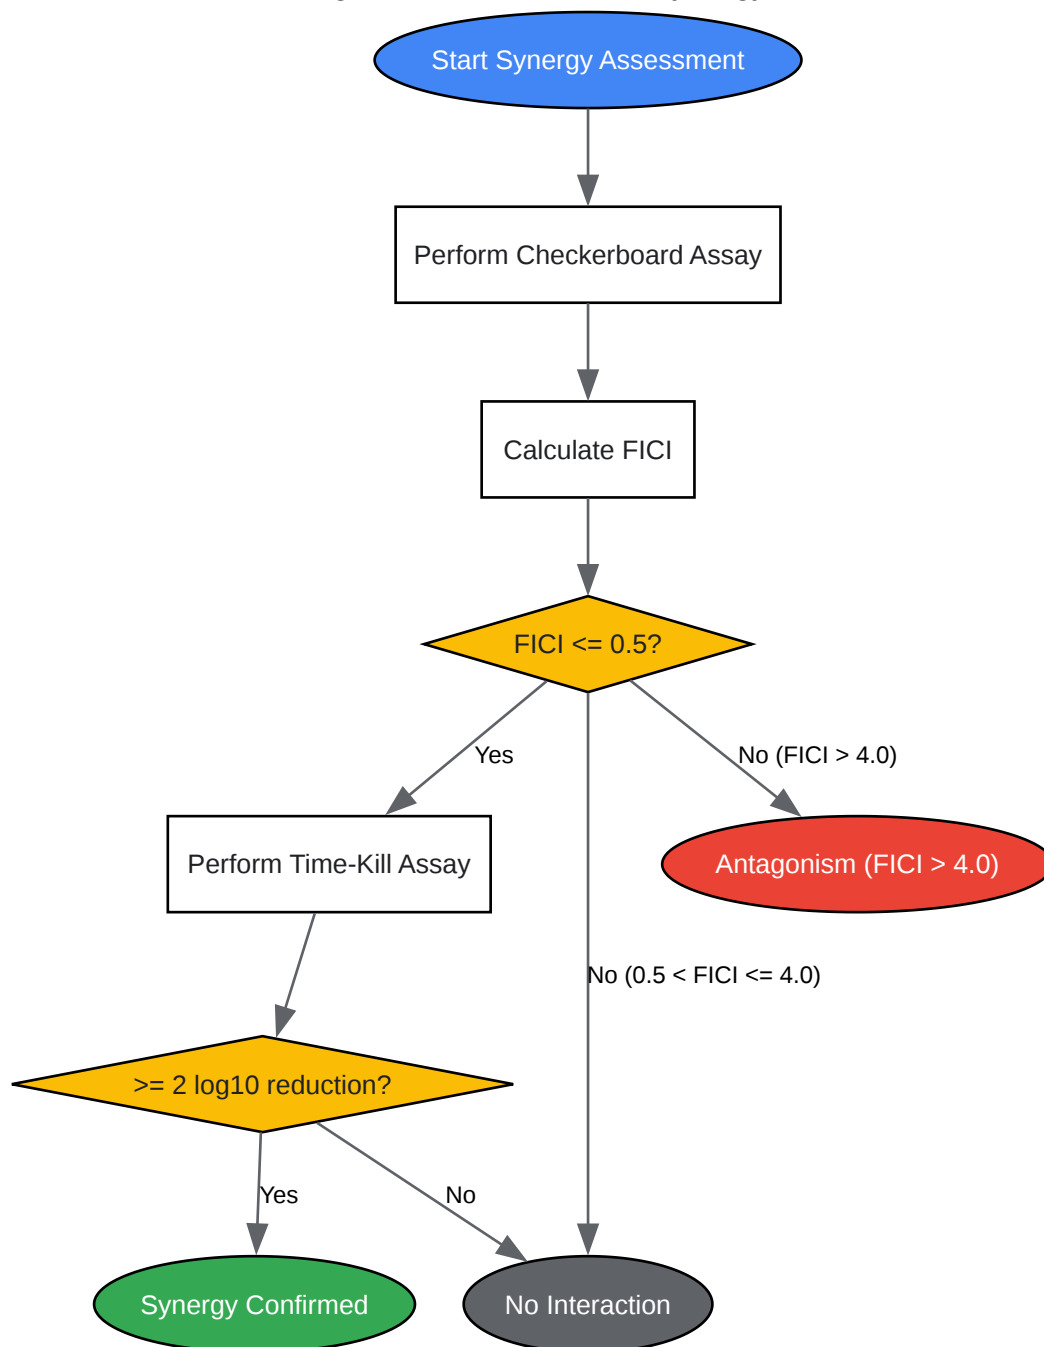 Start Synergy Assessment
Perform Checkerboard Assay
Calculate FICI
FICI <= 0.5?
Yes
No (FICI > 4.0)
Perform Time-Kill Assay
Antagonism (FICI > 4.0)
No (0.5 < FICI <= 4.0)
>= 2 log10 reduction?
Yes
No
Synergy Confirmed
No Interaction